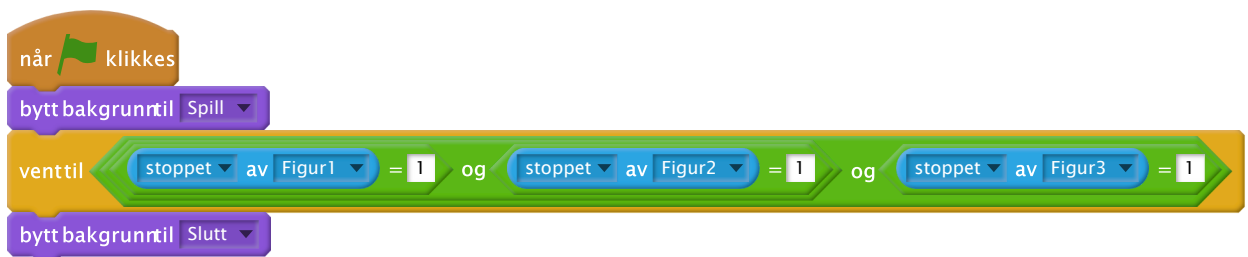 når klikkes
bytt bakgrunn til Spill
vent til stoppet av Figur1 = 1 og stoppet av Figur2 = 1 og stoppet av Figur3 = 1
bytt bakgrunn til Slutt